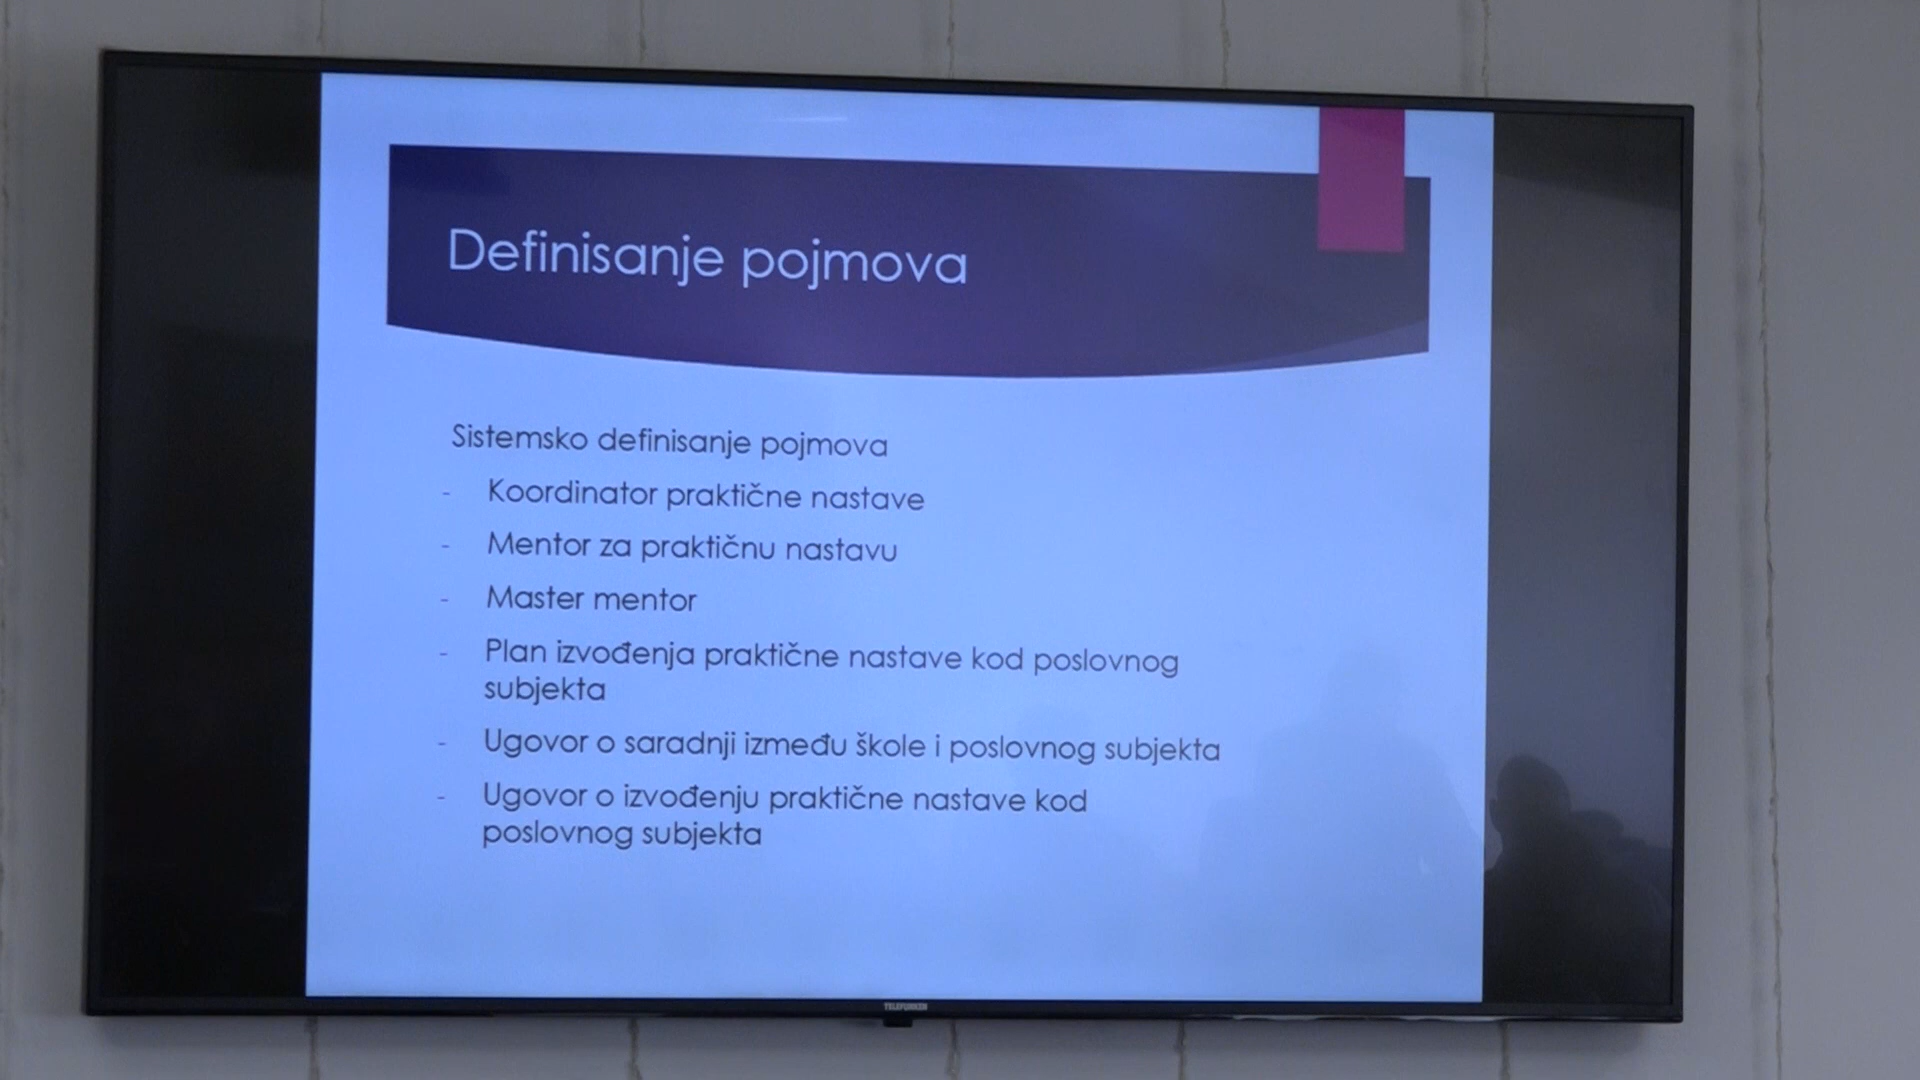 Definisanje pojmova
Sistemsko definisanje pojmova
- Koordinator praktične nastave
- Mentor za praktičnu nastavu
- Master mentor
- Plan izvođenja praktične nastave kod poslovnog
subjekta
- Ugovor o saradnji između škole i poslovnog subjekta
- Ugovor o izvođenju praktične nastave kod
poslovnog subjekta
TELEFUNKEN